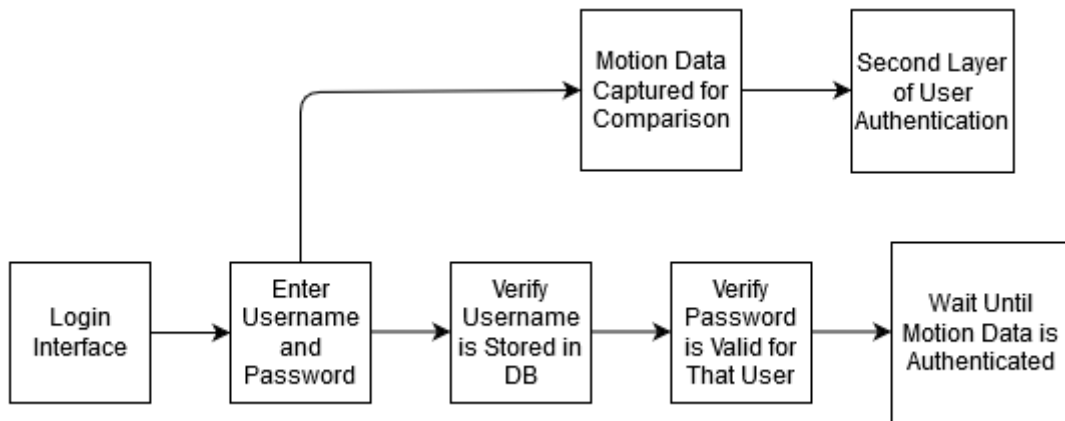 Motion Data
Captured for
Comparison
Second Layer
of User
Authentication
Login
Interface
Enter
Username
and
Password
Verify
Username
is Stored in
DB
Verify
Password
is Valid for
That User
Wait Until
Motion Data is
Authenticated